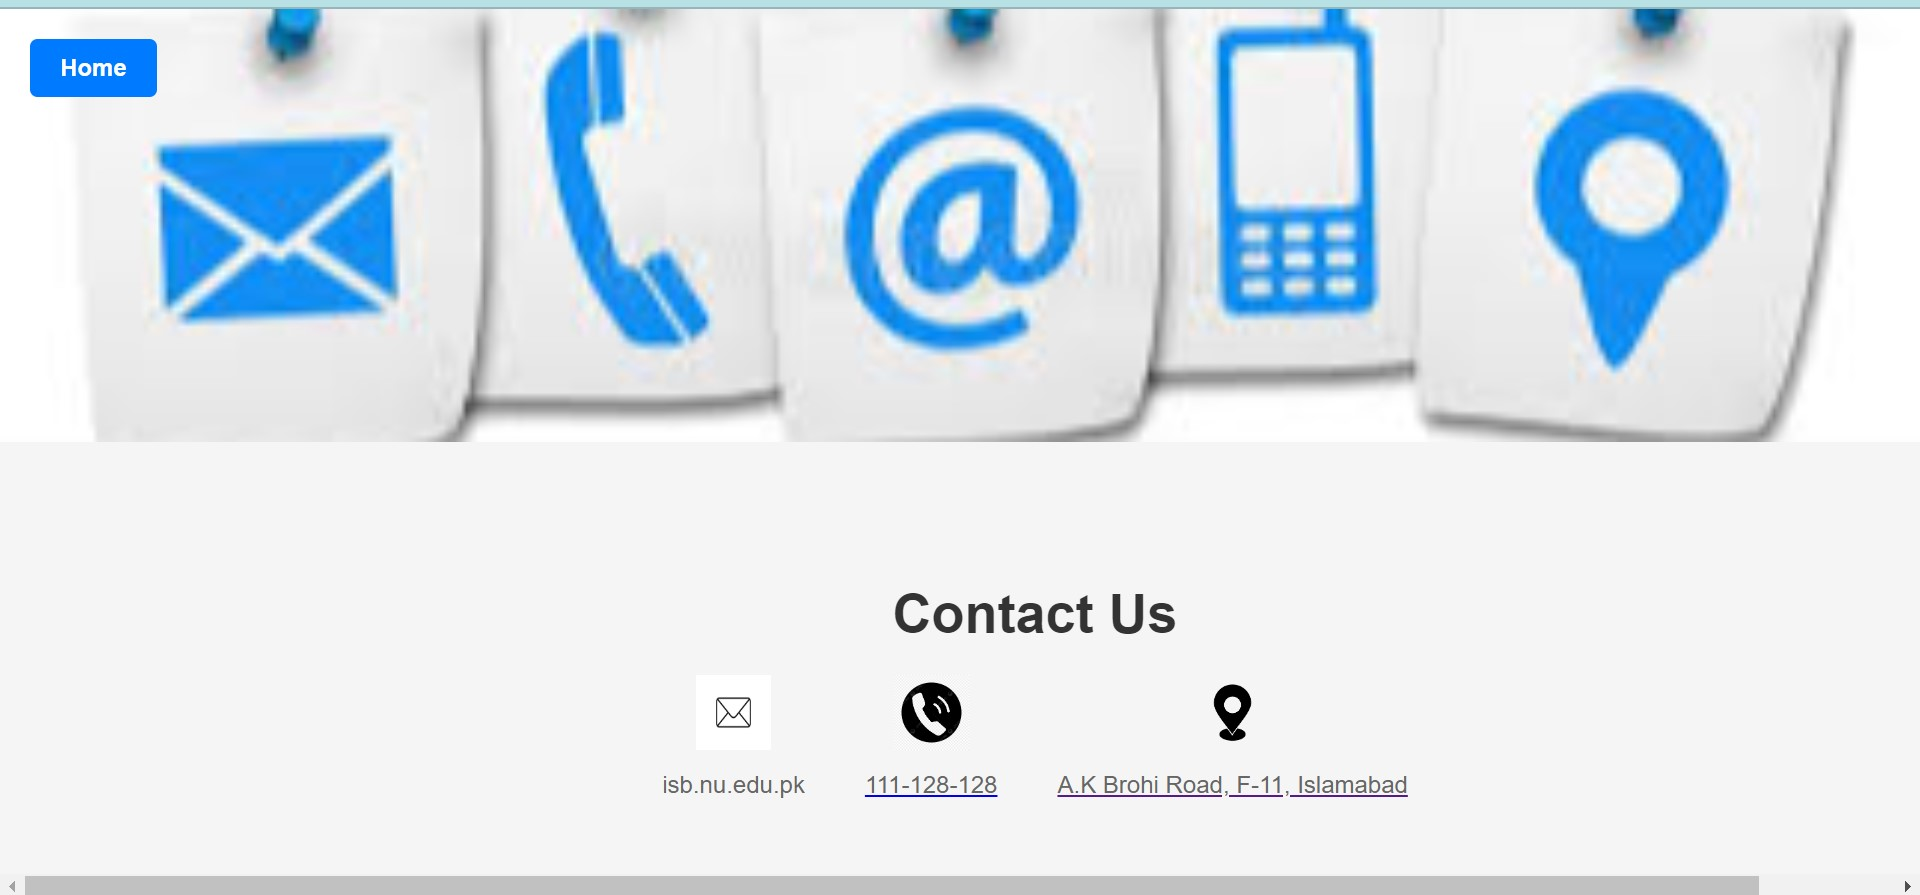 Home
@
Contact Us
isb.nu.edu.pk
111-128-128
A.K Brohi Road, F-11, Islamabad